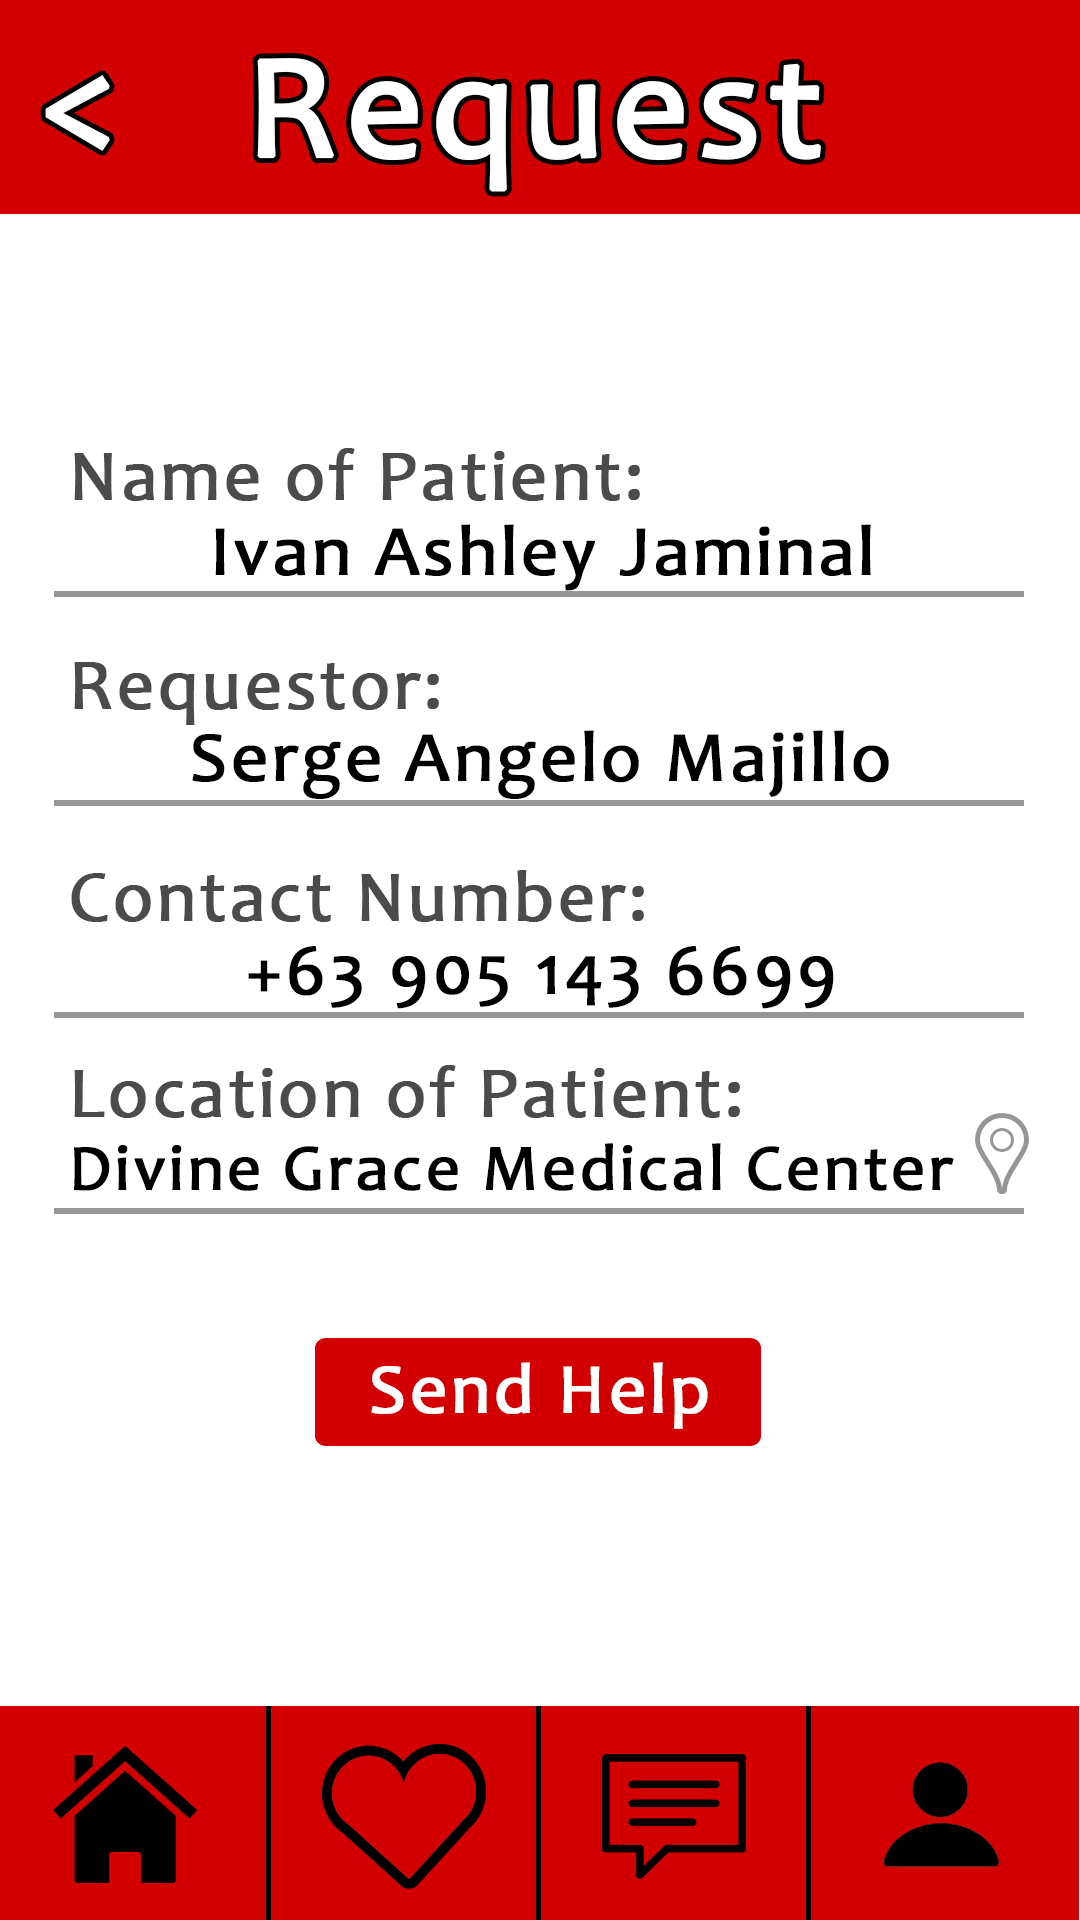 < Request
Name of Patient:
Ivan Ashley Jaminal
Requestor:
Serge Angelo Majillo
Contact Number:
+63 905 143 6699
Location of Patient:
Divine Grace Medical Center
Send Help